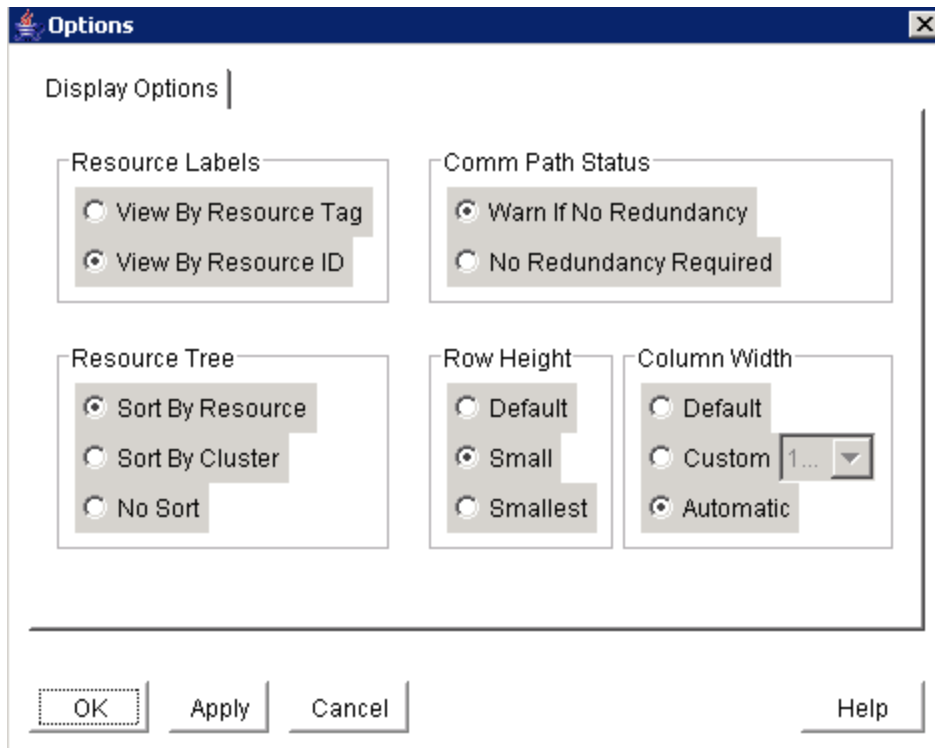 Options
Display Options
Resource Labels
View By Resource Tag
View By Resource ID
Comm Path Status
Warn If No Redundancy
No Redundancy Required
Resource Tree
Sort By Resource
Sort By Cluster
No Sort
Row Height
Default
Small
Smallest
Column Width
Default
Custom 1...
Automatic
OK Apply Cancel Help